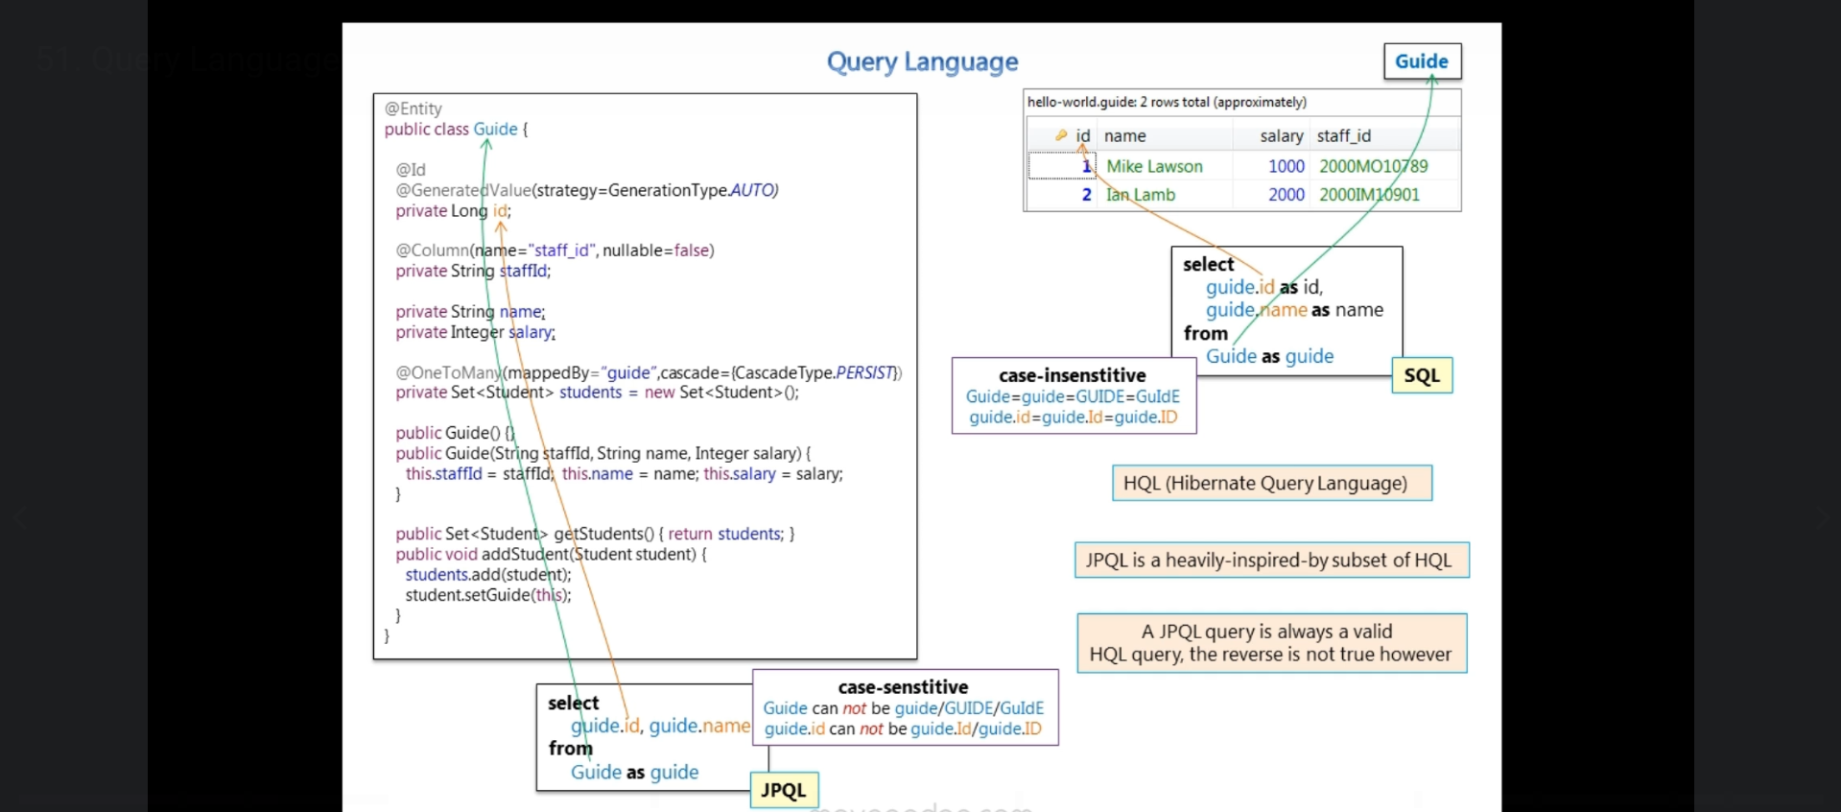 51. Query Language
Query Language
Guide
@Entity
public class Guide {
@Id
@GeneratedValue(strategy=GenerationType.AUTO)
private Long id;
@Column(name="staff_id", nullable=false)
private String staffId;
private String name;
private Integer salary;
@OneToMany(mappedBy="guide",cascade={CascadeType.PERSIST})
private Set<Student> students = new Set<Student>();
public Guide() {}
public Guide(String staffId, String name, Integer salary) {
this.staffId = staffId; this.name = name; this.salary = salary;
}
public Set<Student> getStudents() { return students; }
public void addStudent(Student student) {
students.add(student);
student.setGuide(this);
}
}
hello-world.guide: 2 rows total (approximately)
id name salary staff_id
1 Mike Lawson 1000 2000MO10789
2 Ian Lamb 2000 2000IM10901
select
guide.id as id,
guide.name as name
from
Guide as guide
SQL
case-insenstitive
Guide=guide=GUIDE=GuIdE
guide.id=guide.Id=guide.ID
HQL (Hibernate Query Language)
JPQL is a heavily-inspired-by subset of HQL
A JPQL query is always a valid
HQL query, the reverse is not true however
select
guide.id, guide.name
from
Guide as guide
JPQL
case-senstitive
Guide can not be guide/GUIDE/GuIdE
guide.id can not be guide.Id/guide.ID